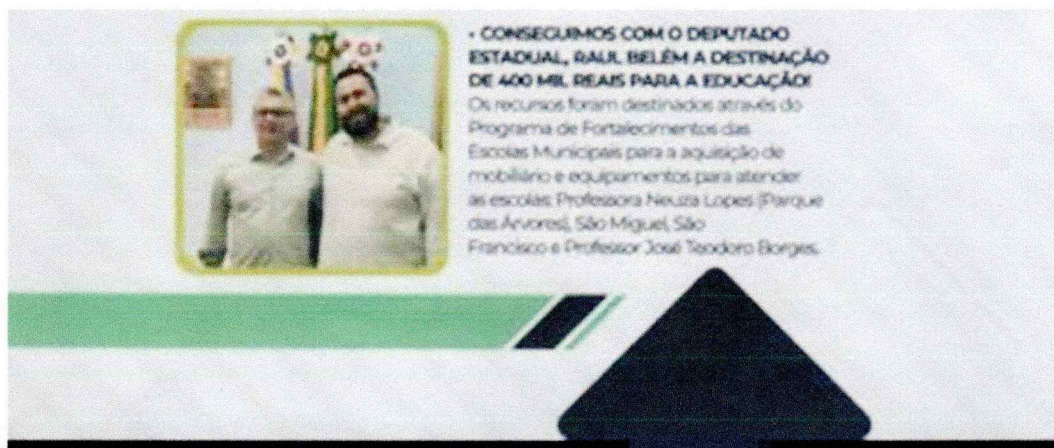 • CONSEGUIMOS COM O DEPUTADO
ESTADUAL, RAUL BELÉM A DESTINAÇÃO
DE 400 MIL REAIS PARA A EDUCAÇÃO!
Os recursos foram destinados através do
Programa de Fortalecimentos das
Escolas Municipais para a aquisição de
mobiliário e equipamentos para atender
as escolas: Professora Neuza Lopes (Parque
das Árvores), São Miguel, São
Francisco e Professor José Teodoro Borges.